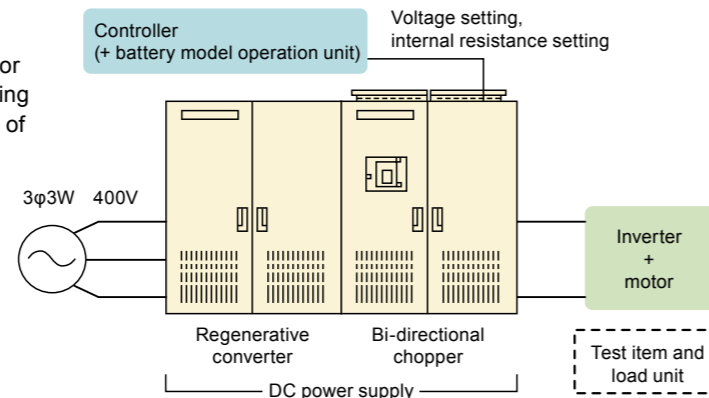 or
ing
of
Controller
(+ battery model operation unit)
Voltage setting,
internal resistance setting
3φ3W 400V
Inverter
+
motor
Regenerative
converter
Bi-directional
chopper
Test item and
load unit
DC power supply